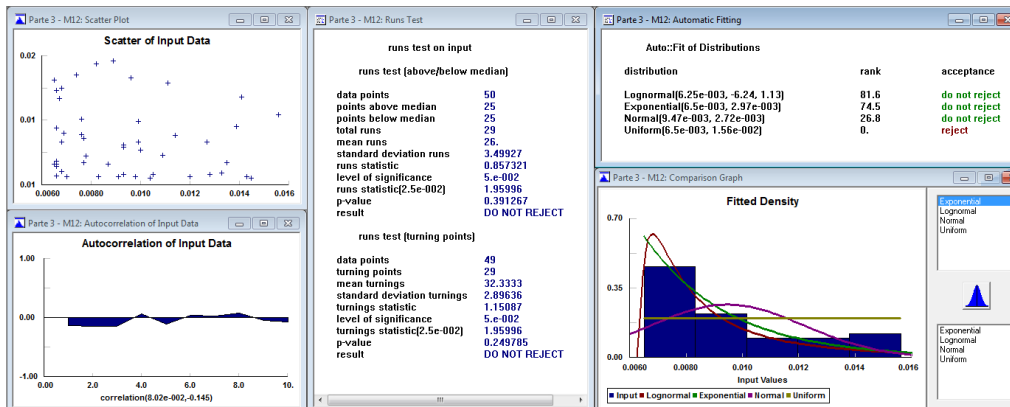 Parte 3 - M12: Scatter Plot
Scatter of Input Data
0.02
0.01
0.01
0.0060 0.0080 0.010 0.012 0.014 0.016
Parte 3 - M12: Autocorrelation of Input Data
Autocorrelation of Input Data
1.00
0.00
-1.00
0.00 2.0 4.0 6.0 8.0 10.
correlation(8.02e-002,-0.145)
Parte 3 - M12: Runs Test
runs test on input
runs test (above/below median)
data points 50
points above median 25
points below median 25
total runs 29
mean runs 26.
standard deviation runs 3.49927
runs statistic 0.857321
level of significance 5.e-002
runs statistic(2.5e-002) 1.95996
p-value 0.391267
result DO NOT REJECT
runs test (turning points)
data points 49
turning points 29
mean turnings 32.3333
standard deviation turnings 2.89636
turnings statistic 1.15087
level of significance 5.e-002
turnings statistic(2.5e-002) 1.95996
p-value 0.249785
result DO NOT REJECT
Parte 3 - M12: Automatic Fitting
Auto::Fit of Distributions
distribution rank acceptance
Lognormal(6.25e-003, -6.24, 1.13) 81.6 do not reject
Exponential(6.5e-003, 2.97e-003) 74.5 do not reject
Normal(9.47e-003, 2.72e-003) 26.8 do not reject
Uniform(6.5e-003, 1.56e-002) 0. reject
Parte 3 - M12: Comparison Graph
Fitted Density
0.70
0.35
0.00
0.0060 0.0080 0.010 0.012 0.014 0.016
Input Values
Input Lognormal Exponential Normal Uniform
Exponential
Lognormal
Normal
Uniform
Exponential
Lognormal
Normal
Uniform